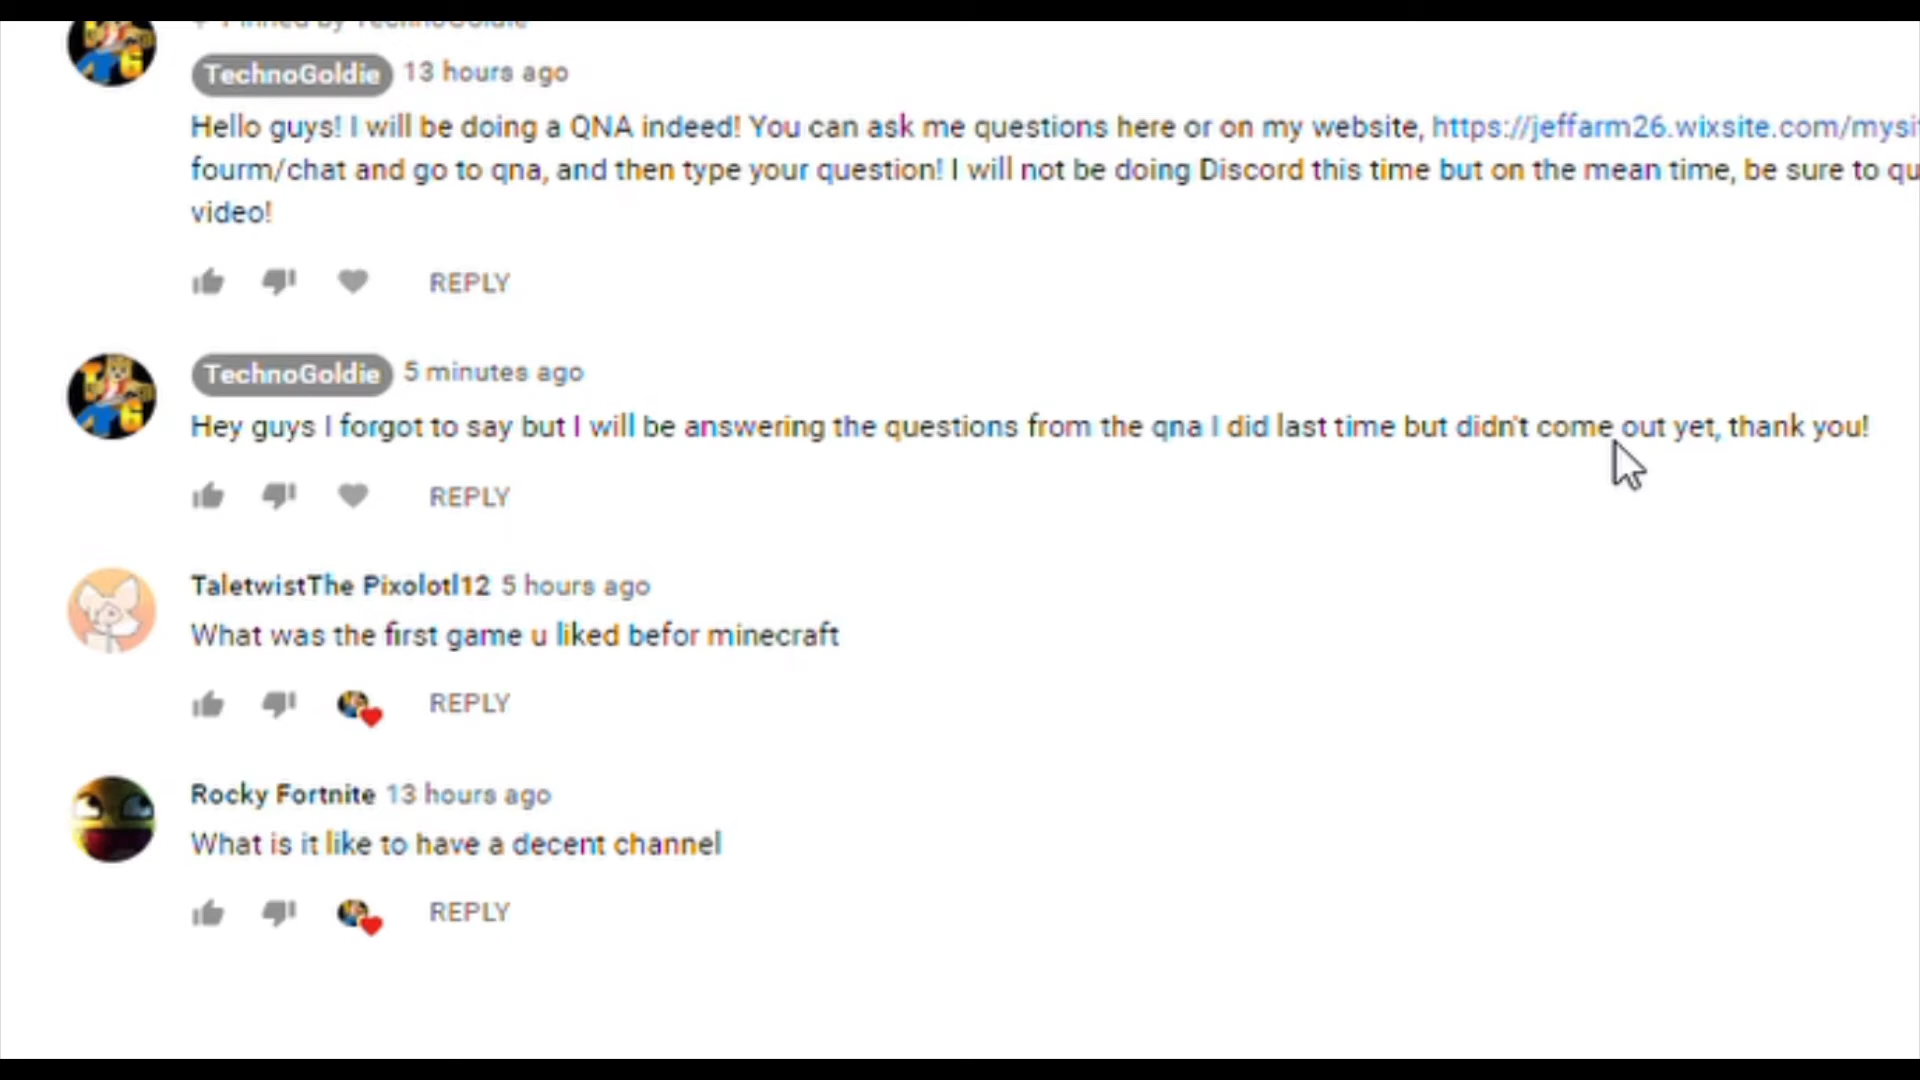 Pinned by TechnoGoldie
TechnoGoldie 13 hours ago
Hello guys! I will be doing a QNA indeed! You can ask me questions here or on my website, https://jeffarm26.wixsite.com/mysi
fourm/chat and go to qna, and then type your question! I will not be doing Discord this time but on the mean time, be sure to qu
video!
REPLY
TechnoGoldie 5 minutes ago
Hey guys I forgot to say but I will be answering the questions from the qna I did last time but didn't come out yet, thank you!
REPLY
TaletwistThe Pixolotl12 5 hours ago
What was the first game u liked befor minecraft
REPLY
Rocky Fortnite 13 hours ago
What is it like to have a decent channel
REPLY